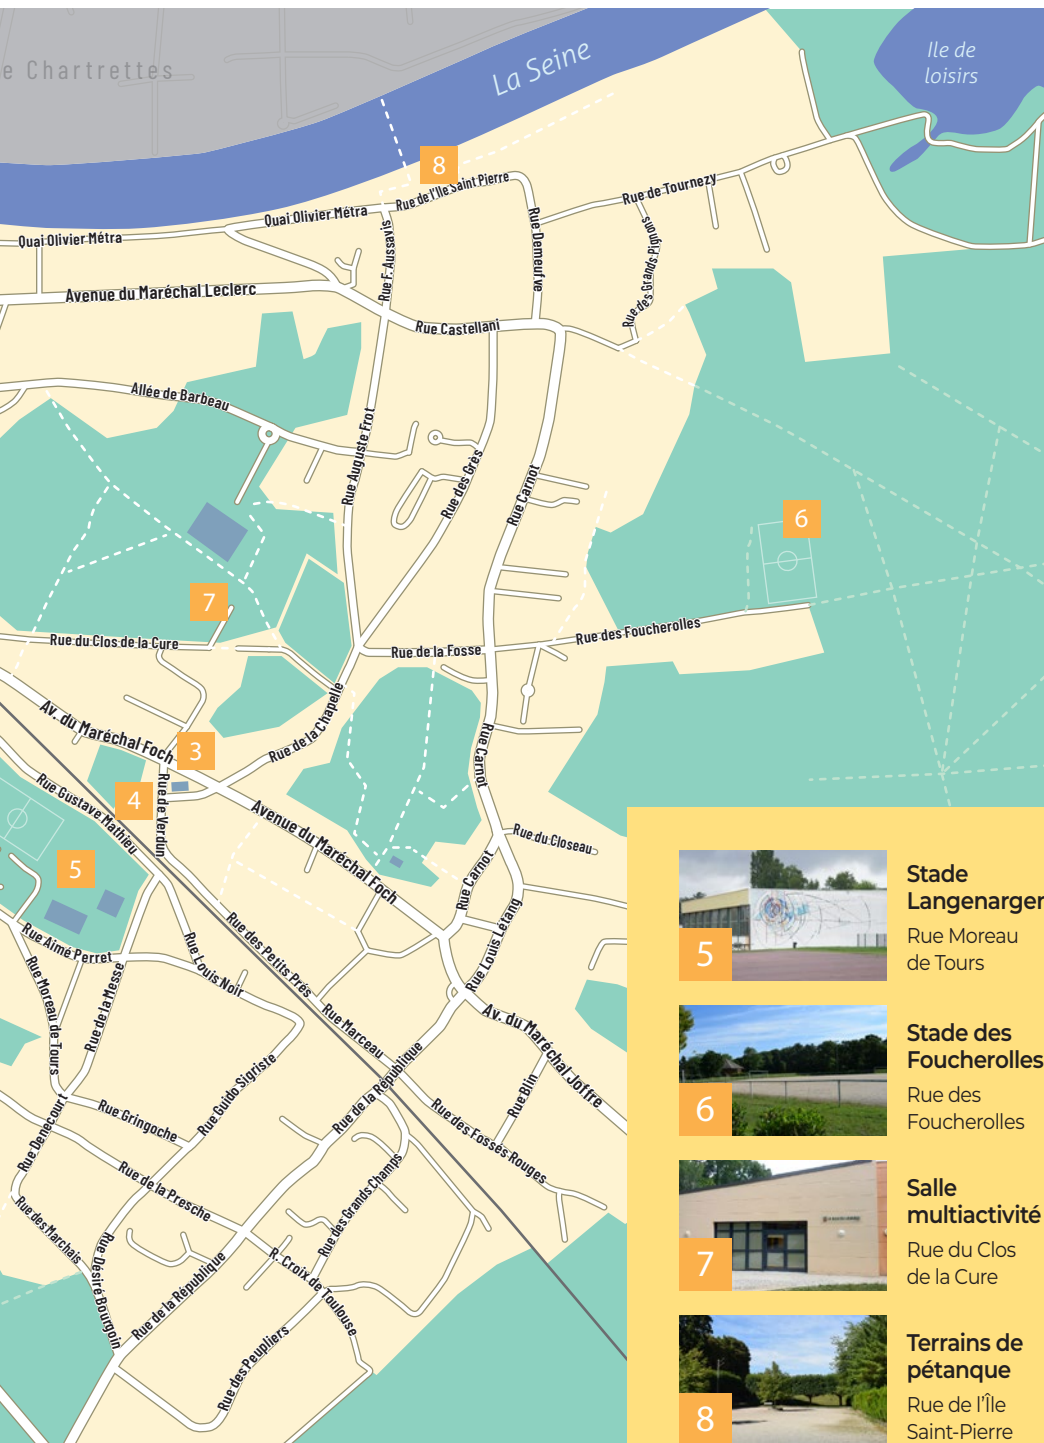 e Chartrettes
La Seine
Ile de
loisirs
8
Rue de l'Ile Saint Pierre
Quai Olivier Métra
Quai Olivier Métra
Rue de Tournezy
Rue F. Aussavis
Rue Demeufve
Rue des Grands Pignons
Avenue du Maréchal Leclerc
Rue Castellani
Allée de Barbeau
Rue Auguste Frot
Rue des Grès
Rue Carnot
6
7
Rue du Clos de la Cure
Rue de la Fosse
Rue des Foucherolles
Av. du Maréchal Foch
3
Rue de la Chapelle
Rue Carnot
4
Rue Gustave Mathieu
Rue de Verdun
Avenue du Maréchal Foch
Rue du Closeau
5
Rue Carnot
Rue Louis Létang
Rue Aimé Perret
Rue des Petits Prés
Rue Louis Noir
Rue Moreau de Tours
Rue de la Messe
Rue Marceau
Av. du Maréchal Joffre
Rue de la République
Rue Guido Sigriste
Rue Blin
Rue Denecourt
Rue Gringoche
Rue des Fossés Rouges
Rue de la Presche
Rue des Grands Champs
Rue des Marchais
Rue Désiré Bourgoin
Rue de la République
R. Croix de Toulouse
Rue des Peupliers
5
Stade
Langenargen
Rue Moreau
de Tours
6
Stade des
Foucherolles
Rue des
Foucherolles
7
Salle
multiactivité
Rue du Clos
de la Cure
8
Terrains de
pétanque
Rue de l'Île
Saint-Pierre